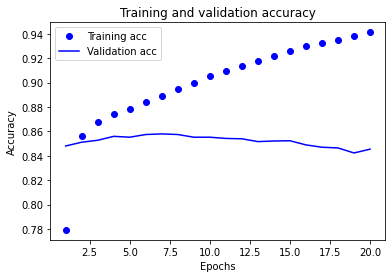 Training and validation accuracy
Training acc
Validation acc
Accuracy
0.94
0.92
0.90
0.88
0.86
0.84
0.82
0.80
0.78
2.5 5.0 7.5 10.0 12.5 15.0 17.5 20.0
Epochs